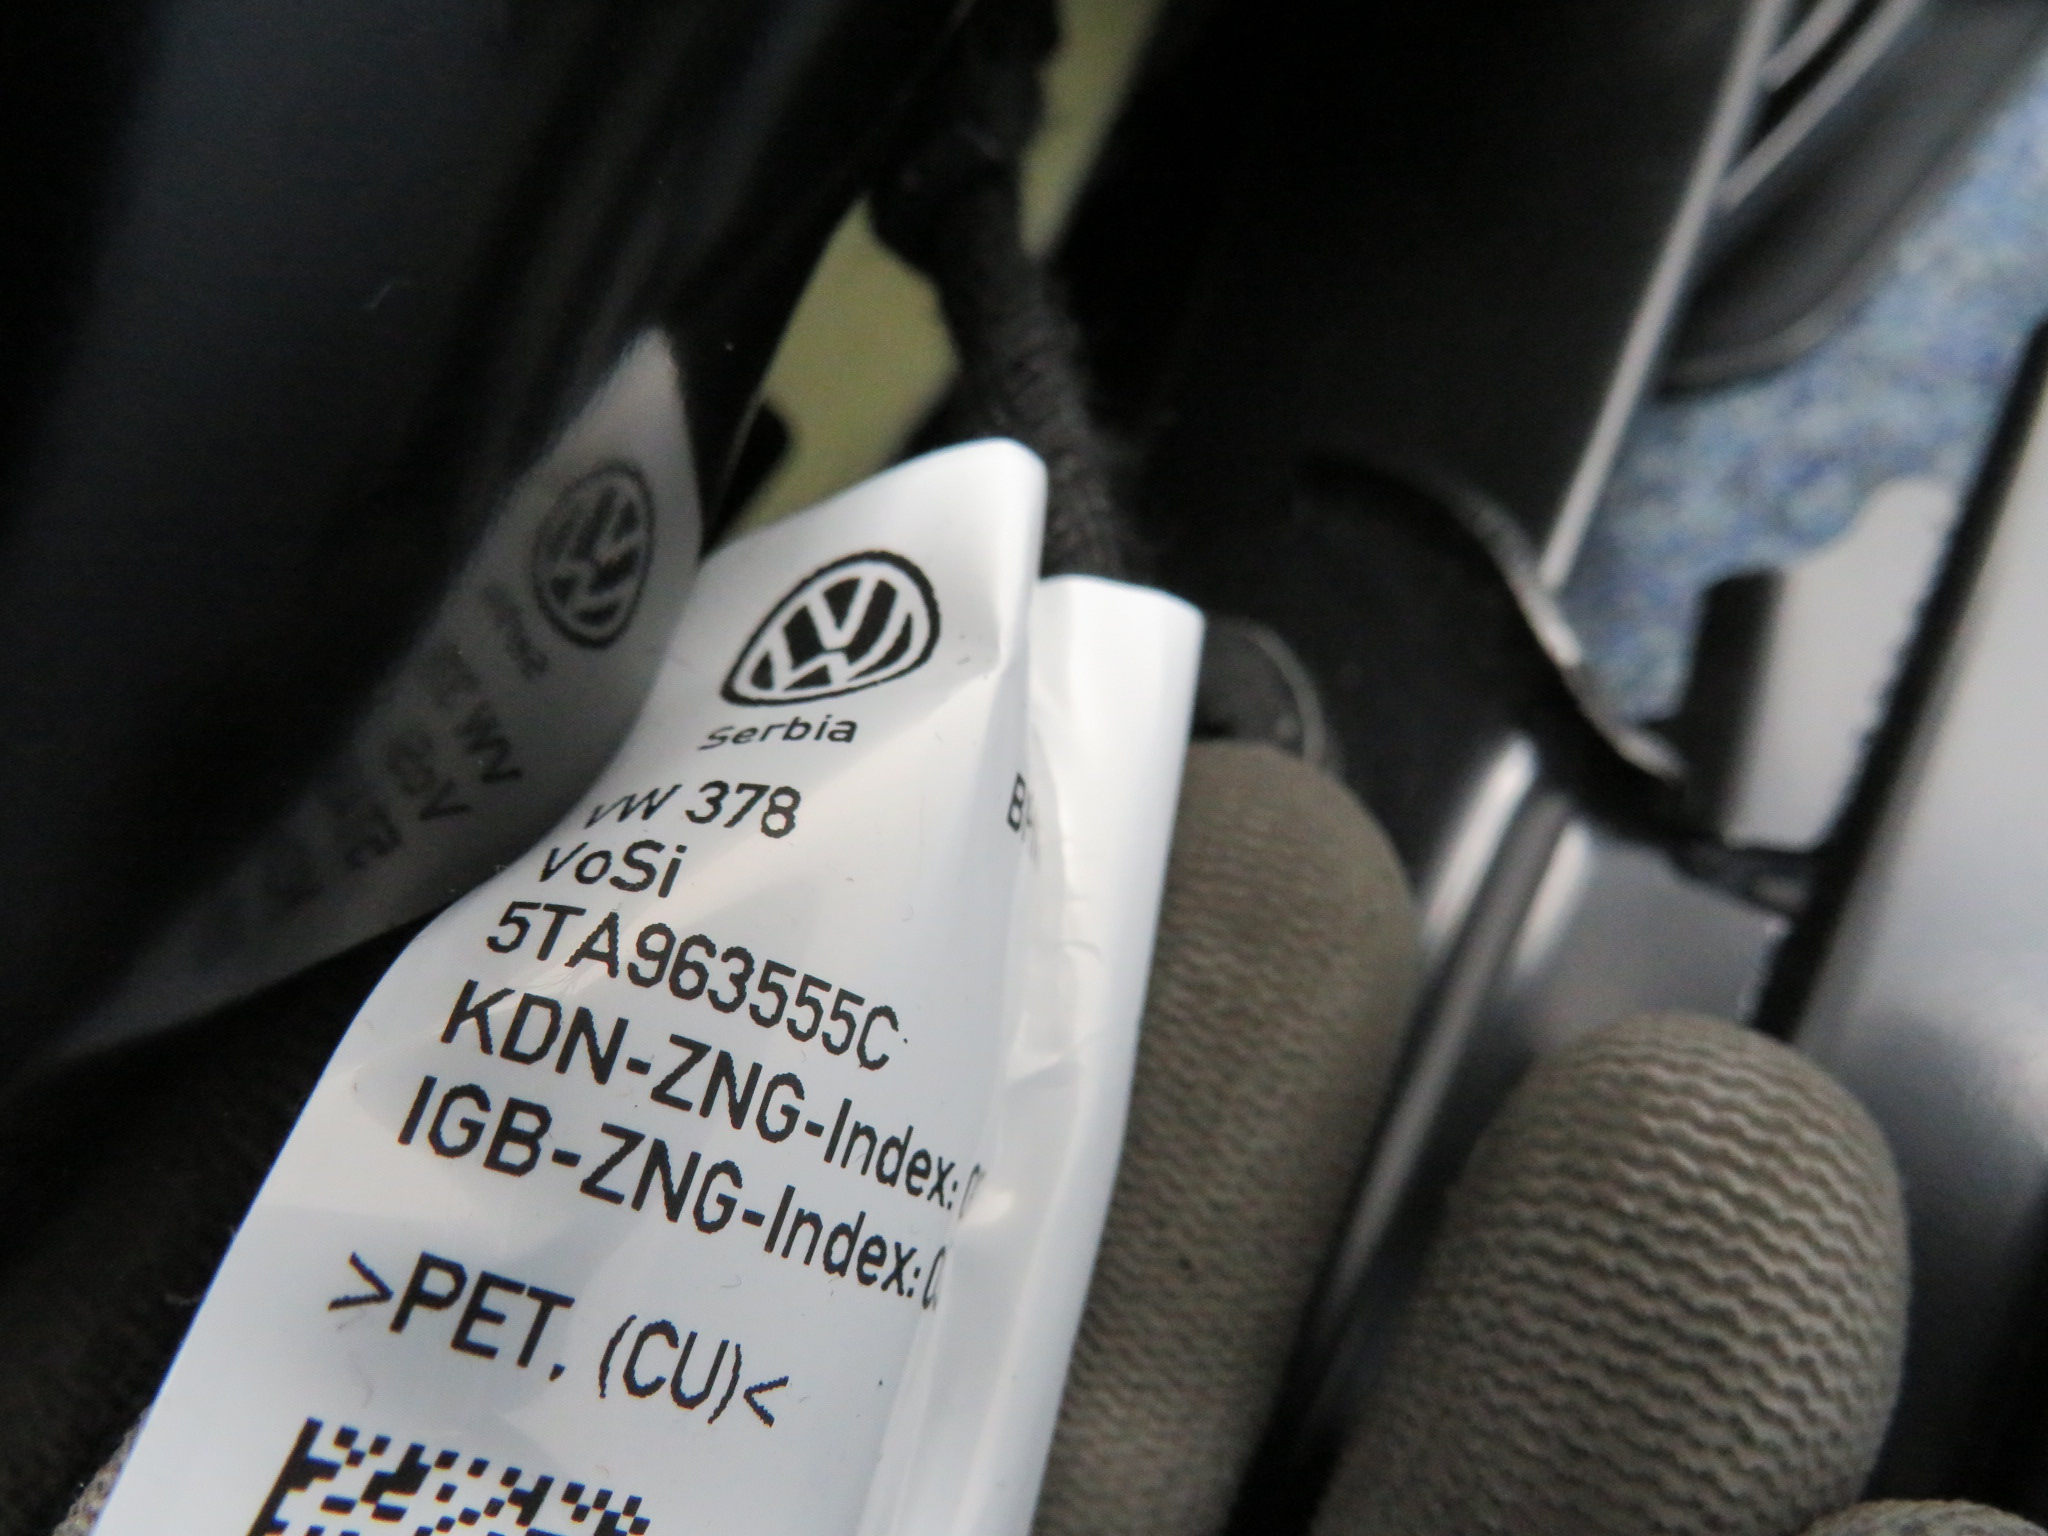 Serbia
VW 378
VoSi
5TA963555C
KDN-ZNG-Index:
IGB-ZNG-Index:
>PET, (CU)<